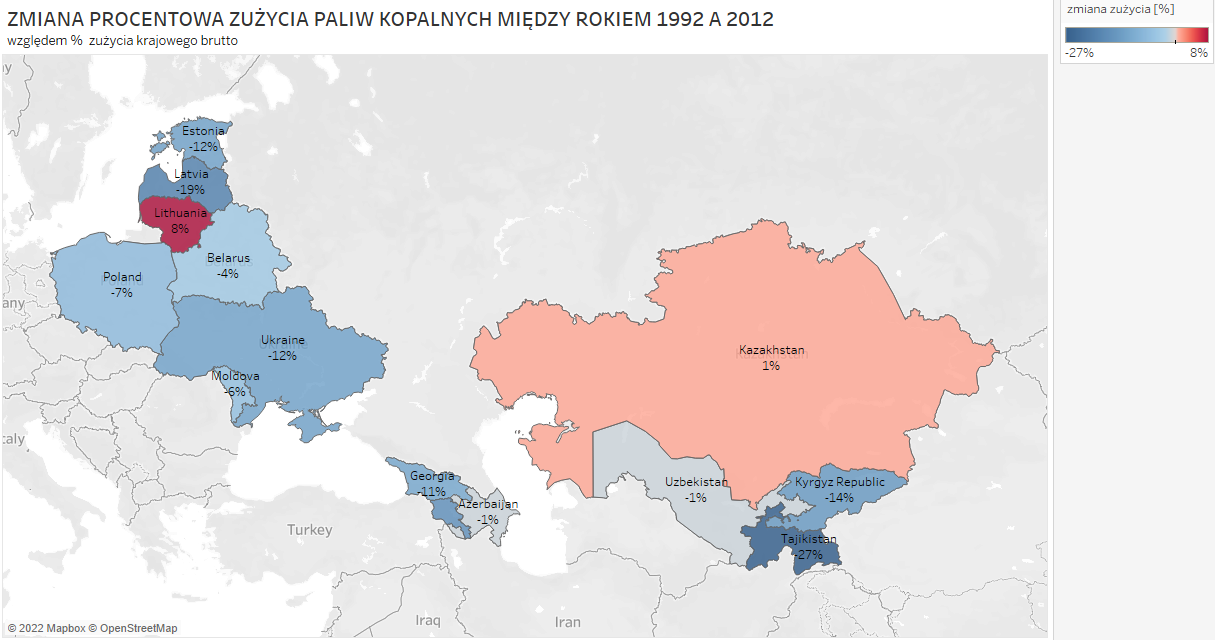 ZMIANA PROCENTOWA ZUŻYCIA PALIW KOPALNYCH MIĘDZY ROKIEM 1992 A 2012
względem % zużycia krajowego brutto
zmiana zużycia [%]
-27%
8%
y
Estonia
-12%
Latvia
-19%
Lithuania
8%
Belarus
-4%
Poland
-7%
any
Ukraine
-12%
Kazakhstan
1%
Moldova
-6%
aly
Georgia
-11%
Uzbekistan
-1%
Kyrgyz Republic
-14%
Azerbaijan
-1%
Turkey
Tajikistan
-27%
Iraq
Iran
© 2022 Mapbox © OpenStreetMap